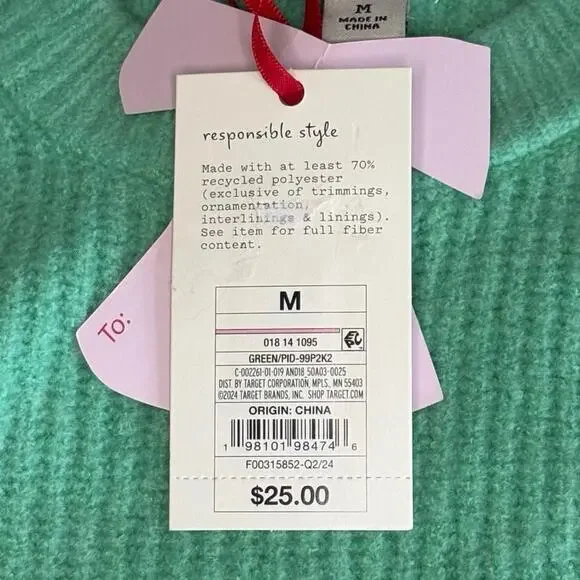 M
MADE IN
CHINA
responsible style
Made with at least 70%
recycled polyester
(exclusive of trimmings,
ornamentation,
interlinings & linings).
See item for full fiber
content.
To:
M
018 14 1095
GREEN/PID-99P2K2
C-002261-01-019 AND18_50A03-0025
DIST. BY TARGET CORPORATION, MPLS, MN 55403
©2024 TARGET BRANDS, INC. SHOP TARGET.COM
ORIGIN: CHINA
1 98101 98474 6
F00315852-Q2/24
$25.00